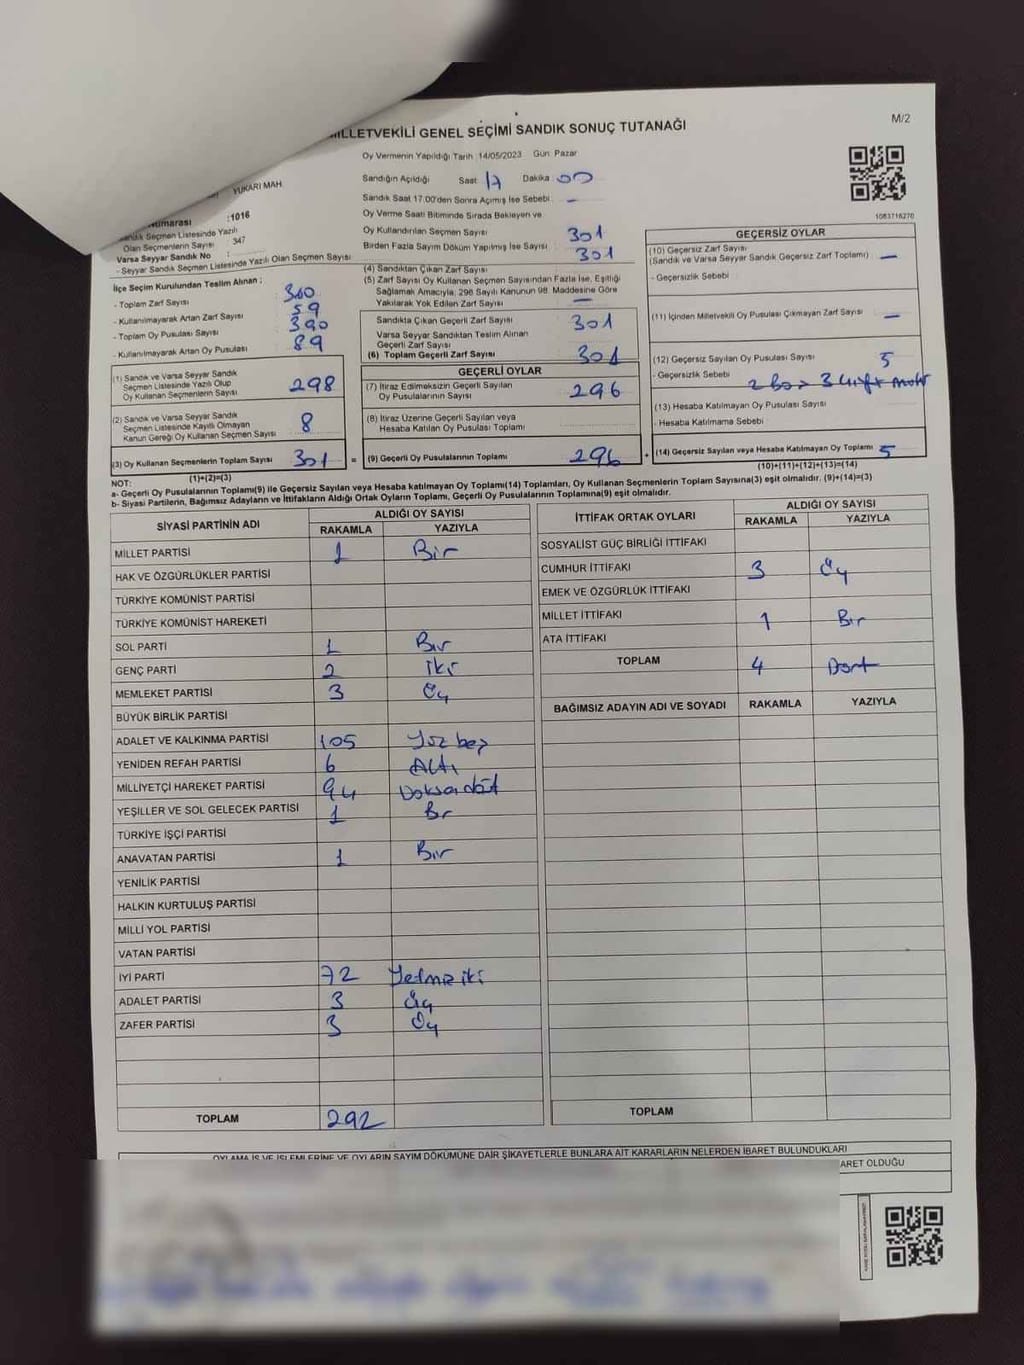 MİLLETVEKİLİ GENEL SEÇİMİ SANDIK SONUÇ TUTANAĞI
M/2
Oy Vermenin Yapıldığı Tarih 14/05/2023 Gün: Pazar
YUKARI MAH.
Sandığın Açıldığı Saat 17 Dakika 00
Sandık Saat 17.00'den Sonra Açımış İse Sebebi: —
Oy Verme Saati Bitiminde Sırada Bekleyen ve
Oy Kullandırılan Seçmen Sayısı 301
Birden Fazla Sayım Döküm Yapılmış İse Sayısı 301
1083716270
:1016
Sandık Seçmen Listesinde Yazılı
Olan Seçmenlerin Sayısı : 347
Varsa Seyyar Sandık No :
- Seyyar Sandık Seçmen Listesinde Yazılı Olan Seçmen Sayısı
İlçe Seçim Kurulundan Teslim Alınan :
- Toplam Zarf Sayısı 360
- Kullanılmayarak Artan Zarf Sayısı 59
- Toplam Oy Pusulası Sayısı 390
- Kullanılmayarak Artan Oy Pusulası 89
(1) Sandık ve Varsa Seyyar Sandık
Seçmen Listesinde Yazılı Olup
Oy Kullanan Seçmenlerin Sayısı 298
(2) Sandık ve Varsa Seyyar Sandık
Seçmen Listesinde Kayıtlı Olmayan
Kanun Gereği Oy Kullanan Seçmen Sayısı 8
(3) Oy Kullanan Seçmenlerin Toplam Sayısı 301 =
(1)+(2)=(3)
(4) Sandıktan Çıkan Zarf Sayısı
(5) Zarf Sayısı Oy Kullanan Seçmen Sayısından Fazla İse, Eşitliği
Sağlamak Amacıyla, 298 Sayılı Kanunun 98. Maddesine Göre
Yakılarak Yok Edilen Zarf Sayısı —
Sandıkta Çıkan Geçerli Zarf Sayısı 301
Varsa Seyyar Sandıktan Teslim Alınan
Geçerli Zarf Sayısı
(6) Toplam Geçerli Zarf Sayısı 301
GEÇERLİ OYLAR
(7) İtiraz Edilmeksizin Geçerli Sayılan
Oy Pusulalarının Sayısı 296
(8) İtiraz Üzerine Geçerli Sayılan veya
Hesaba Katılan Oy Pusulası Toplamı
(9) Geçerli Oy Pusulalarının Toplamı 296 +
GEÇERSİZ OYLAR
(10) Geçersiz Zarf Sayısı
(Sandık ve Varsa Seyyar Sandık Geçersiz Zarf Toplamı) —
- Geçersizlik Sebebi
(11) İçinden Milletvekili Oy Pusulası Çıkmayan Zarf Sayısı —
(12) Geçersiz Sayılan Oy Pusulası Sayısı 5
- Geçersizlik Sebebi 2 boş 3
(13) Hesaba Katılmayan Oy Pusulası Sayısı
- Hesaba Katılmama Sebebi
(14) Geçersiz Sayılan veya Hesaba Katılmayan Oy Toplamı 5
(10)+(11)+(12)+(13)=(14)
NOT:
a- Geçerli Oy Pusulalarının Toplamı(9) ile Geçersiz Sayılan veya Hesaba katılmayan Oy Toplamı(14) Toplamları, Oy Kullanan Seçmenlerin Toplam Sayısına(3) eşit olmalıdır. (9)+(14)=(3)
b- Siyasi Partilerin, Bağımsız Adayların ve İttifakların Aldığı Ortak Oyların Toplamı, Geçerli Oy Pusulalarının Toplamına(9) eşit olmalıdır.
SİYASİ PARTİNİN ADI ALDIĞI OY SAYISI
RAKAMLA YAZIYLA
MİLLET PARTİSİ 1 Bir
HAK VE ÖZGÜRLÜKLER PARTİSİ
TÜRKİYE KOMÜNİST PARTİSİ
TÜRKİYE KOMÜNİST HAREKETİ
SOL PARTİ 1 Bir
GENÇ PARTİ 2 iki
MEMLEKET PARTİSİ 3 Üç
BÜYÜK BİRLİK PARTİSİ
ADALET VE KALKINMA PARTİSİ 105 Yüz beş
YENİDEN REFAH PARTİSİ 6 Altı
MİLLİYETÇİ HAREKET PARTİSİ 94 Doksandört
YEŞİLLER VE SOL GELECEK PARTİSİ 1 Bir
TÜRKİYE İŞÇİ PARTİSİ
ANAVATAN PARTİSİ 1 Bir
YENİLİK PARTİSİ
HALKIN KURTULUŞ PARTİSİ
MİLLİ YOL PARTİSİ
VATAN PARTİSİ
İYİ PARTİ 72 Yetmiş iki
ADALET PARTİSİ 3 Üç
ZAFER PARTİSİ 3 Üç
TOPLAM 292
İTTİFAK ORTAK OYLARI ALDIĞI OY SAYISI
RAKAMLA YAZIYLA
SOSYALİST GÜÇ BİRLİĞİ İTTİFAKI
CUMHUR İTTİFAKI 3 Üç
EMEK VE ÖZGÜRLÜK İTTİFAKI
MİLLET İTTİFAKI 1 Bir
ATA İTTİFAKI
TOPLAM 4 Dört
BAĞIMSIZ ADAYIN ADI VE SOYADI RAKAMLA YAZIYLA
TOPLAM
OYLAMA İŞ VE İŞLEMLERİNE VE OYLARIN SAYIM DÖKÜMÜNE DAİR ŞİKAYETLERLE BUNLARA AİT KARARLARIN NELERDEN İBARET BULUNDUKLARI
ARET OLDUĞU